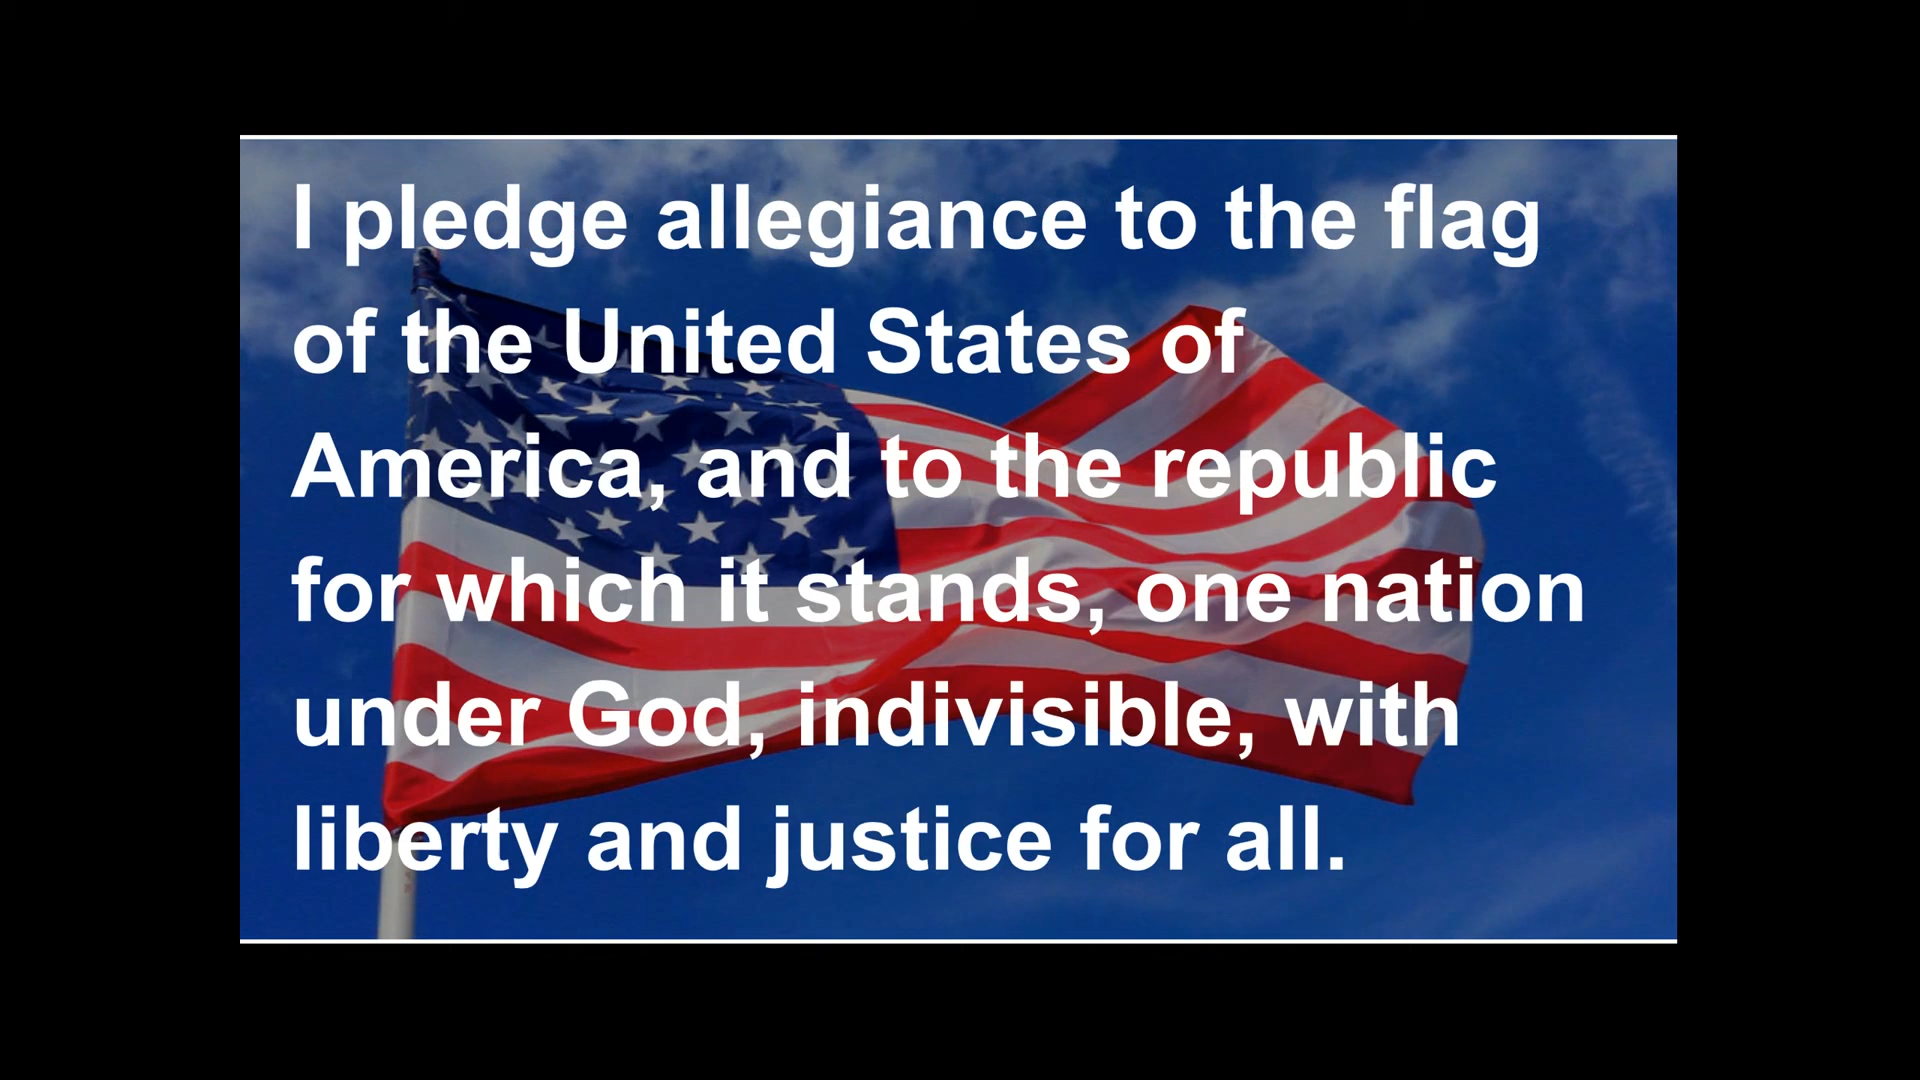 I pledge allegiance to the flag
of the United States of
America, and to the republic
for which it stands, one nation
under God, indivisible, with
liberty and justice for all.